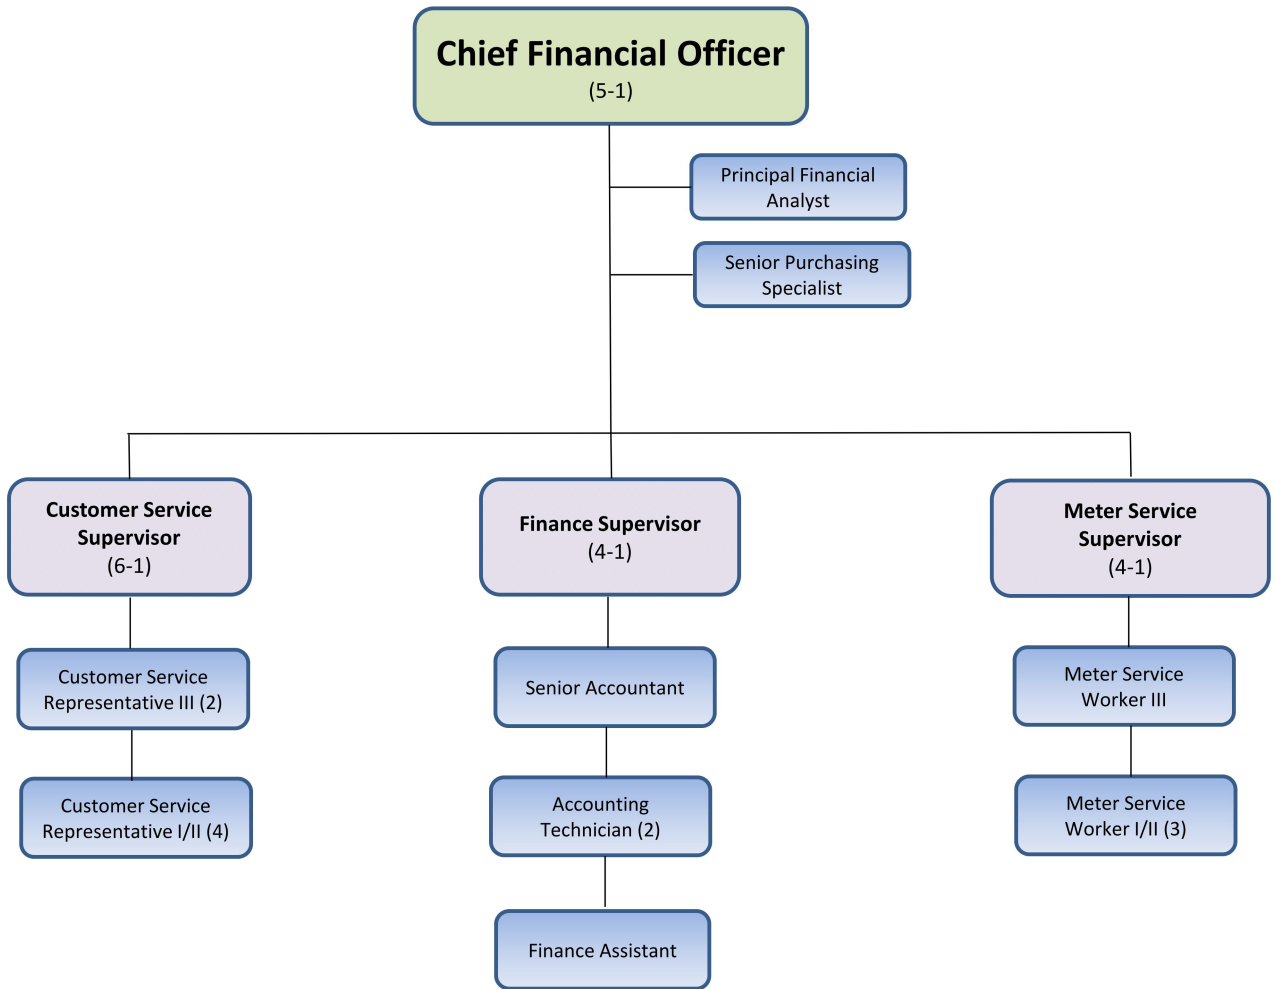 Chief Financial Officer
(5-1)
Principal Financial
Analyst
Senior Purchasing
Specialist
Customer Service
Supervisor
(6-1)
Finance Supervisor
(4-1)
Meter Service
Supervisor
(4-1)
Customer Service
Representative III (2)
Senior Accountant
Meter Service
Worker III
Customer Service
Representative I/II (4)
Accounting
Technician (2)
Meter Service
Worker I/II (3)
Finance Assistant